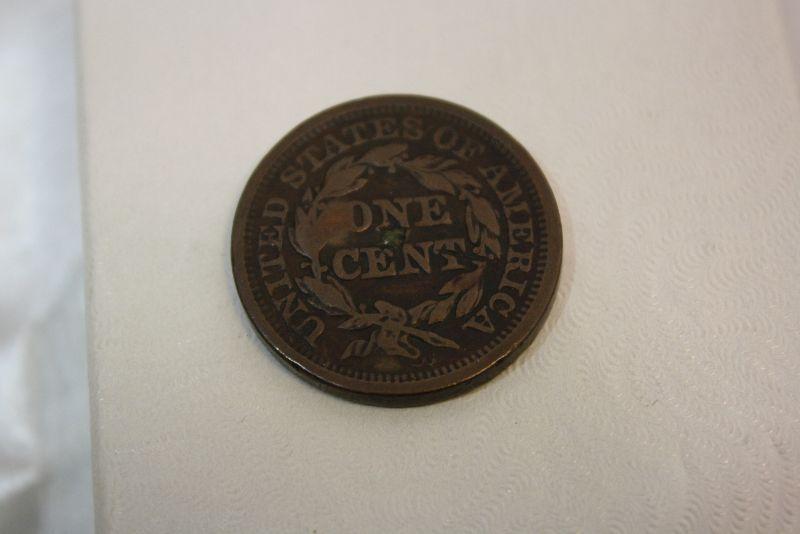 UNITED STATES OF AMERICA
ONE
CENT